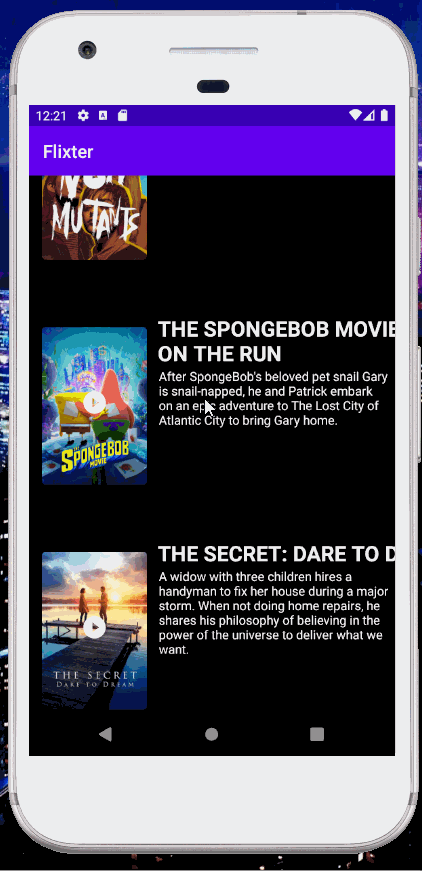 12:21
Flixter
MUTANTS
THE SPONGEBOB MOVIE
ON THE RUN
After SpongeBob's beloved pet snail Gary
is snail-napped, he and Patrick embark
on an epic adventure to The Lost City of
Atlantic City to bring Gary home.
THE
SPONGEBOB
MOVIE
THE SECRET: DARE TO D
A widow with three children hires a
handyman to fix her house during a major
storm. When not doing home repairs, he
shares his philosophy of believing in the
power of the universe to deliver what we
want.
THE SECRET
DARE TO DREAM